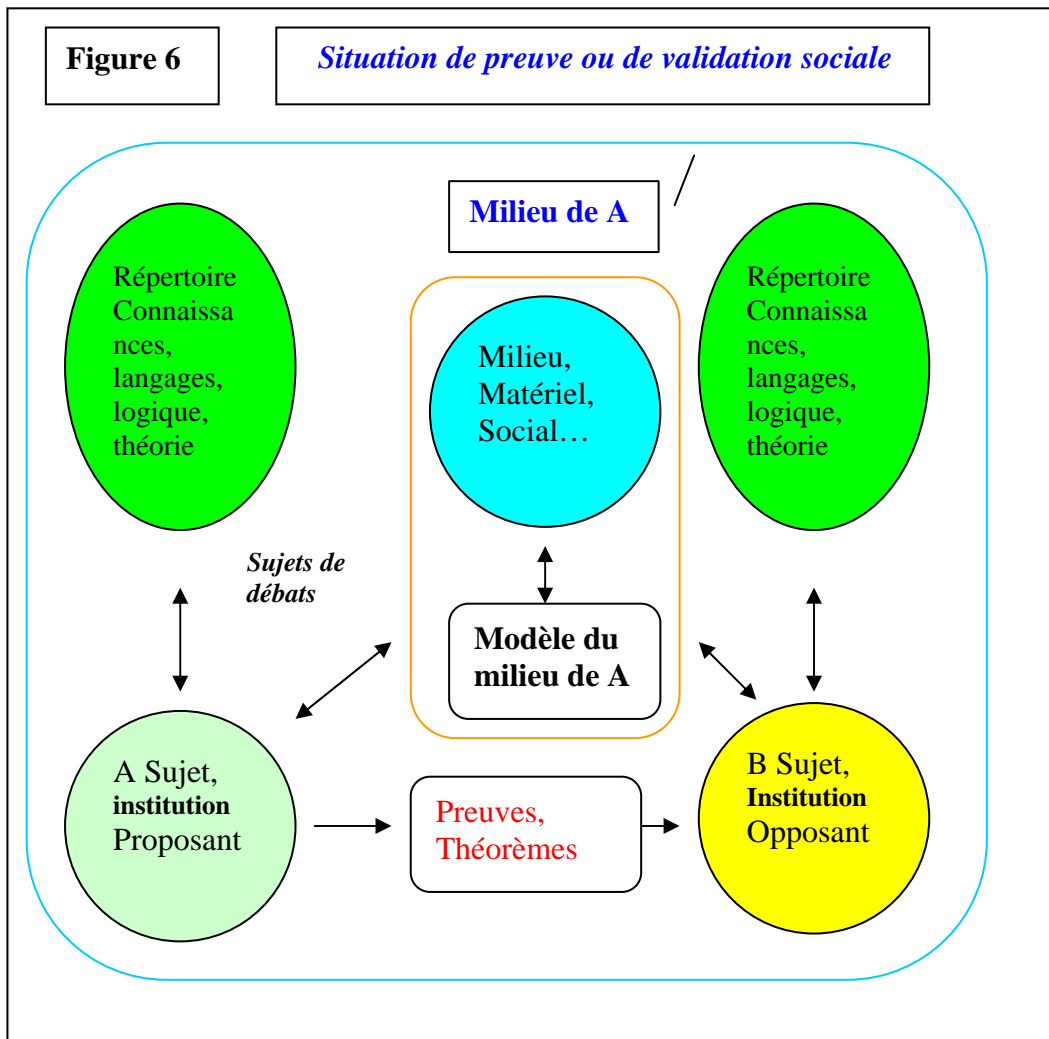 Figure 6
Situation de preuve ou de validation sociale
Milieu de A
Répertoire
Connaissa
nces,
langages,
logique,
théorie
Milieu,
Matériel,
Social…
Répertoire
Connaissa
nces,
langages,
logique,
théorie
Sujets de
débats
Modèle du
milieu de A
A Sujet,
institution
Proposant
Preuves,
Théorèmes
B Sujet,
Institution
Opposant